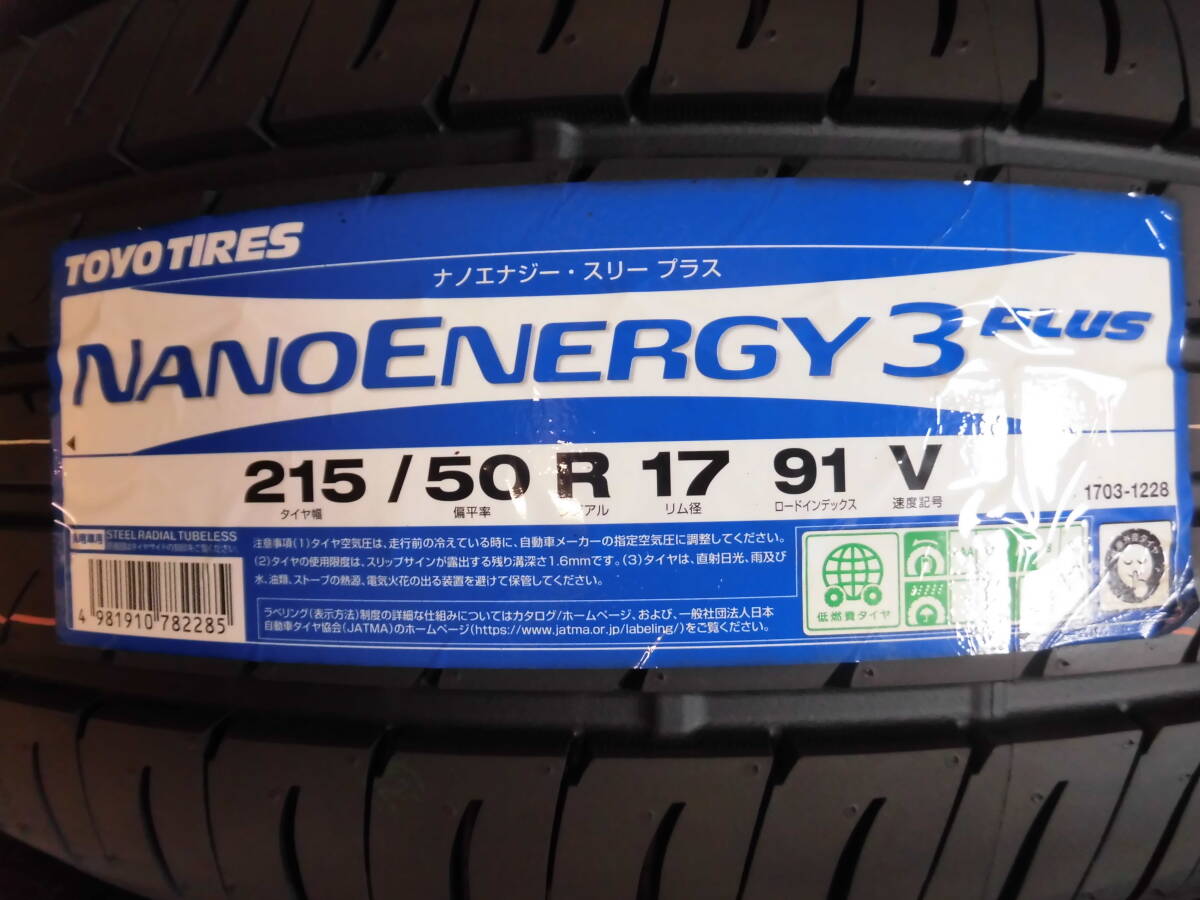 TOYO TIRES
ナノエナジー・スリー プラス
NANOENERGY 3 PLUS
215 / 50 R 17 91 V
タイヤ幅 偏平率 リム径 ロードインデックス 速度記号
1703-1228
STEEL RADIAL TUBELESS
注意事項(1)タイヤ空気圧は、走行前の冷えている時に、自動車メーカーの指定空気圧に調整してください。
(2)タイヤの使用限度は、スリップサインが露出する残り溝深さ1.6mmです。(3)タイヤは、直射日光、雨及び
水、油類、ストーブの熱源、電気火花の出る装置を避けて保管してください。
ラベリング(表示方法)制度の詳細な仕組みについてはカタログ/ホームページ、および、一般社団法人日本
自動車タイヤ協会(JATMA)のホームページ(https://www.jatma.or.jp/labeling/)をご覧ください。
4 981910 782285
低燃費タイヤ